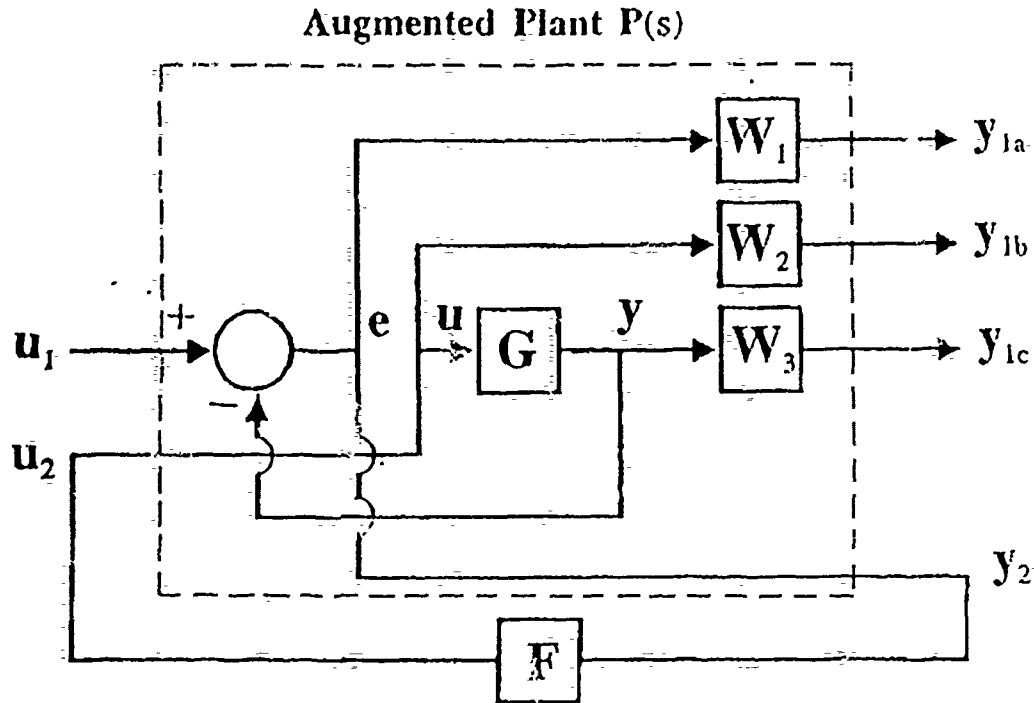 Augmented Plant P(s)
W1 y1a
W2 y1b
+ e u G y W3 y1c
u1
−
u2
y2
F